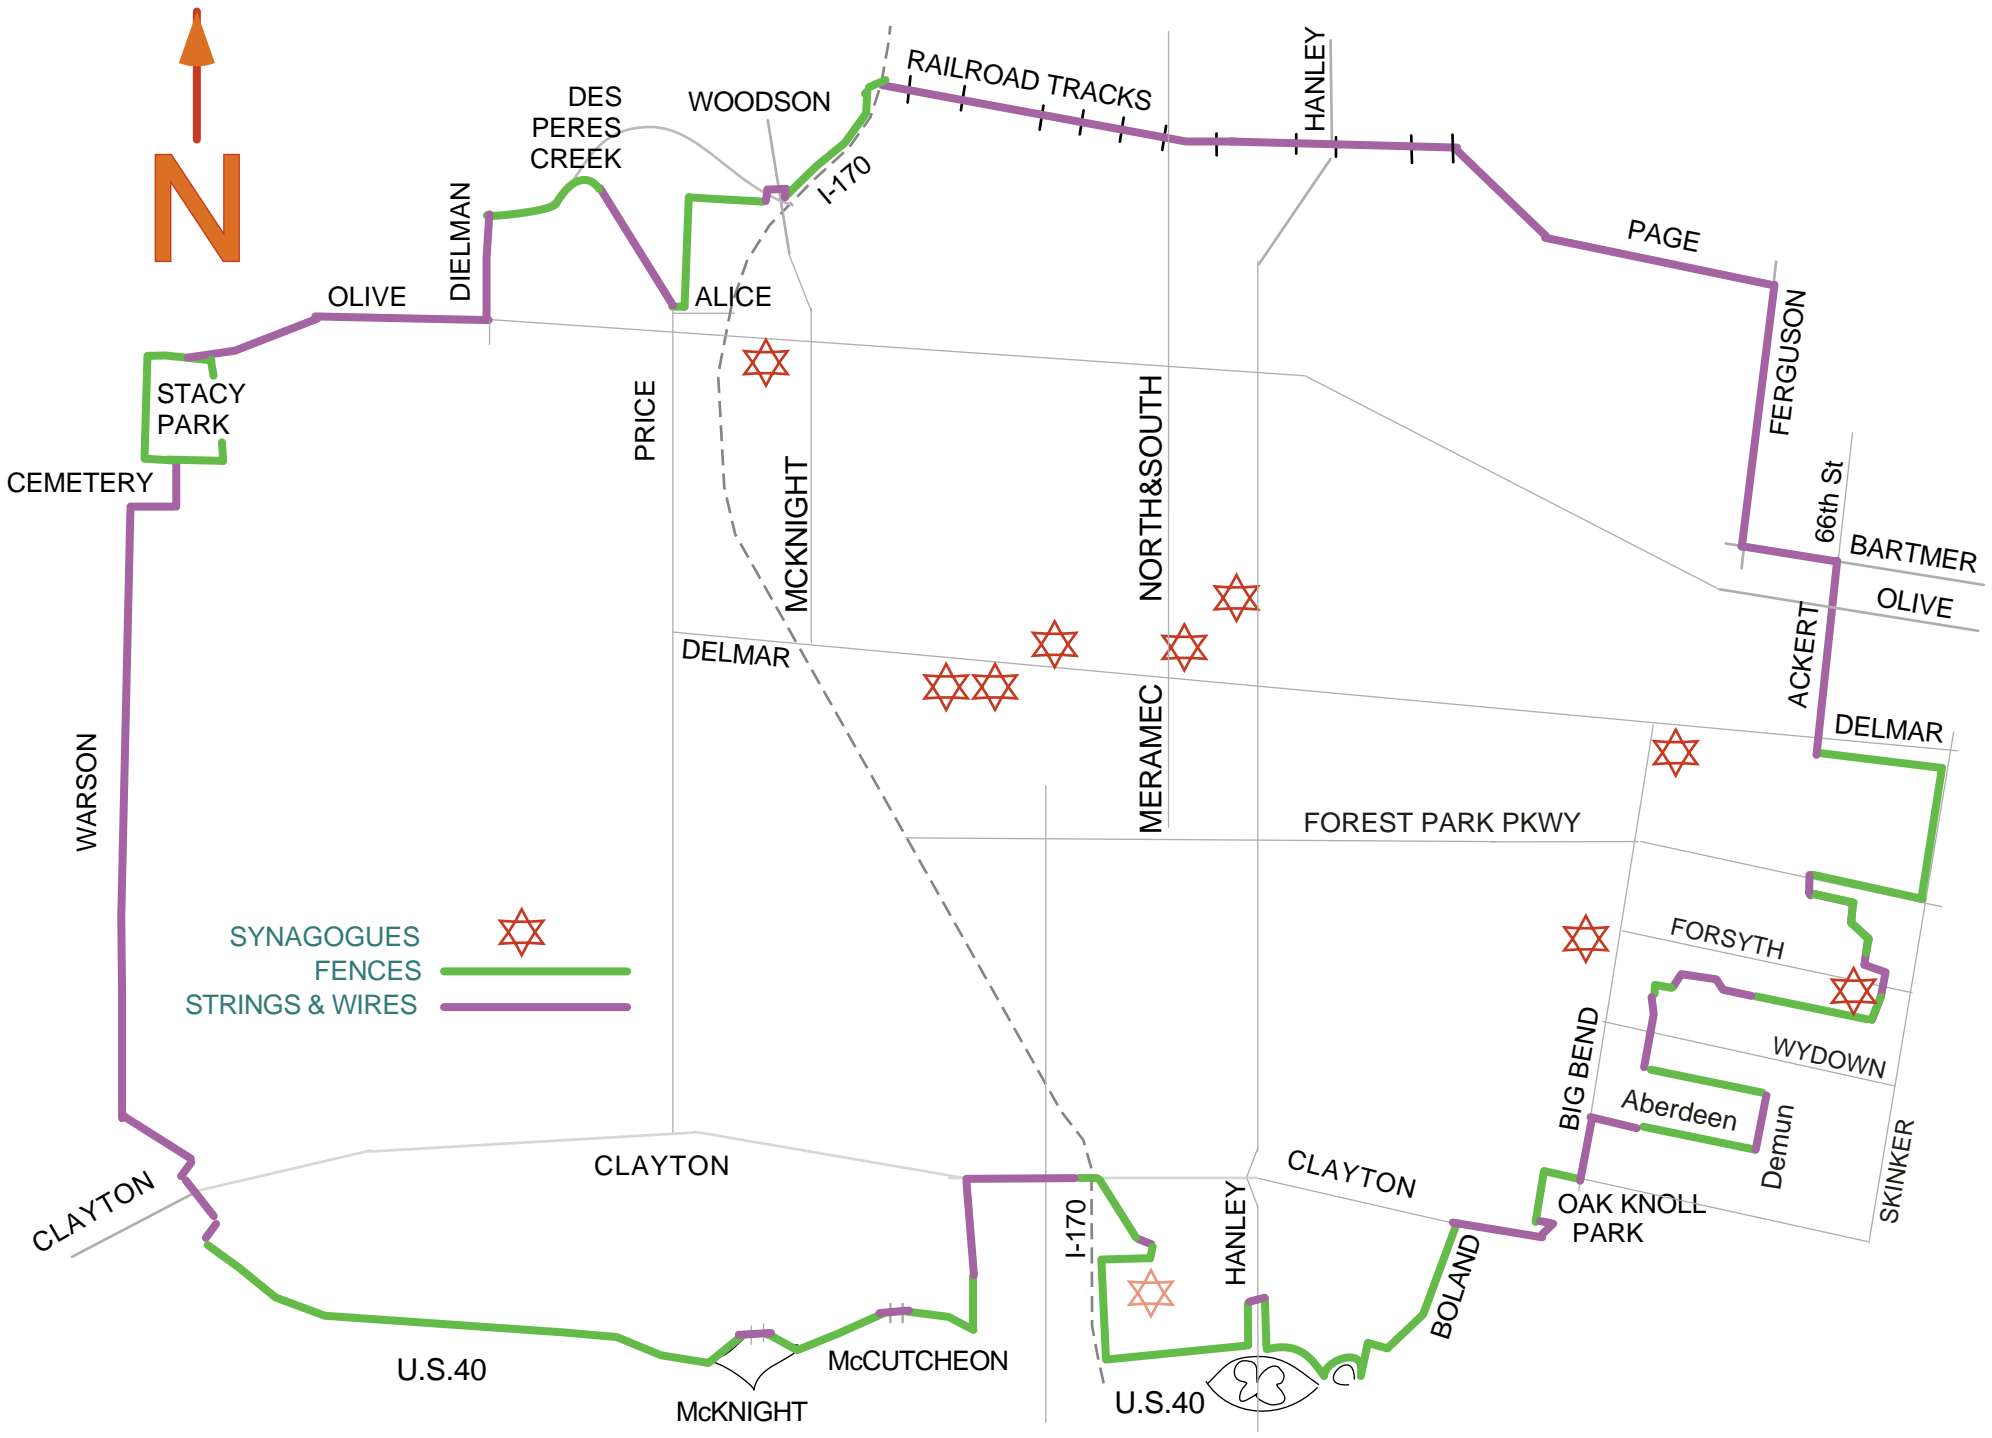 N
DES
PERES
CREEK
WOODSON
I-170
RAILROAD TRACKS
HANLEY
PAGE
FERGUSON
DIELMAN
OLIVE
ALICE
STACY
PARK
CEMETERY
PRICE
MCKNIGHT
NORTH&SOUTH
66th St
BARTMER
OLIVE
ACKERT
DELMAR
DELMAR
MERAMEC
WARSON
FOREST PARK PKWY
FORSYTH
SYNAGOGUES
FENCES
STRINGS & WIRES
BIG BEND
WYDOWN
Aberdeen
Demun
SKINKER
CLAYTON
CLAYTON
CLAYTON
I-170
HANLEY
OAK KNOLL
PARK
BOLAND
U.S.40
McKNIGHT
McCUTCHEON
U.S.40